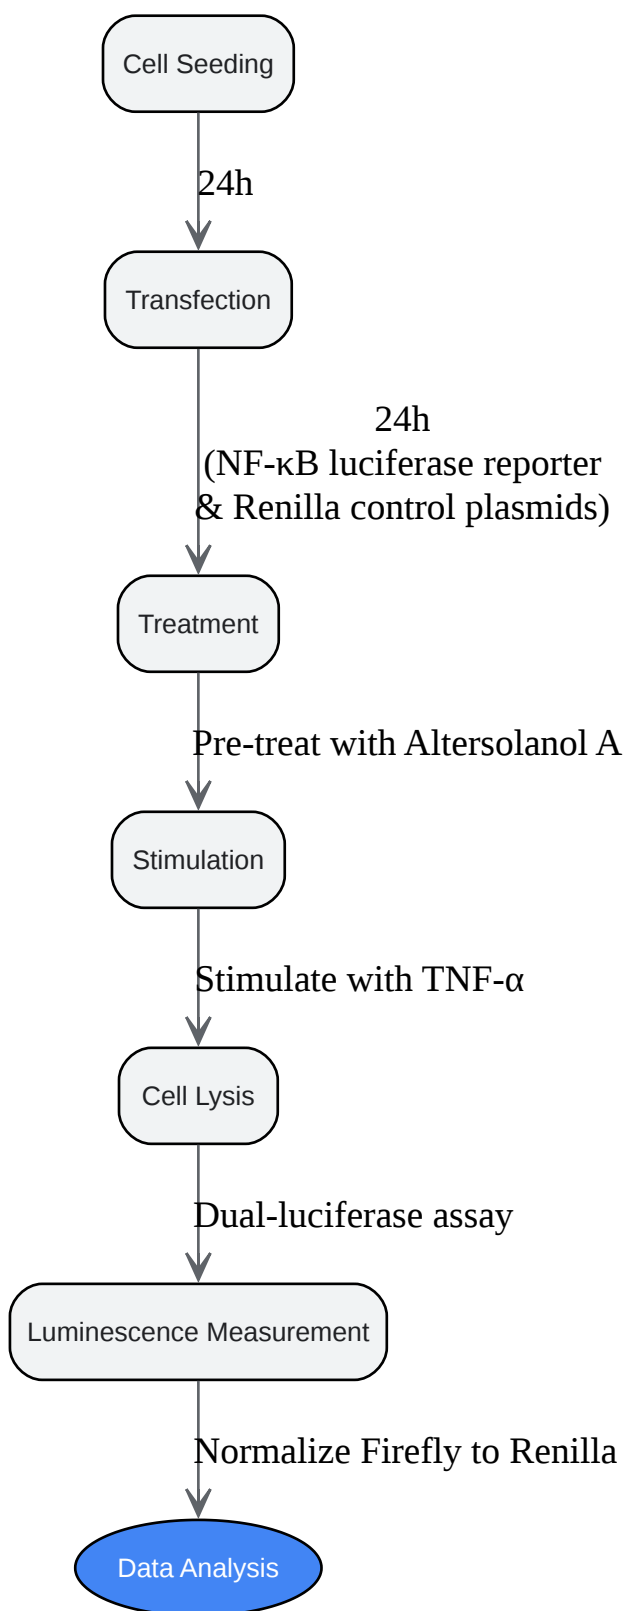 Cell Seeding
24h
Transfection
24h
(NF-κB luciferase reporter
& Renilla control plasmids)
Treatment
Pre-treat with Altersolanol A
Stimulation
Stimulate with TNF-α
Cell Lysis
Dual-luciferase assay
Luminescence Measurement
Normalize Firefly to Renilla
Data Analysis